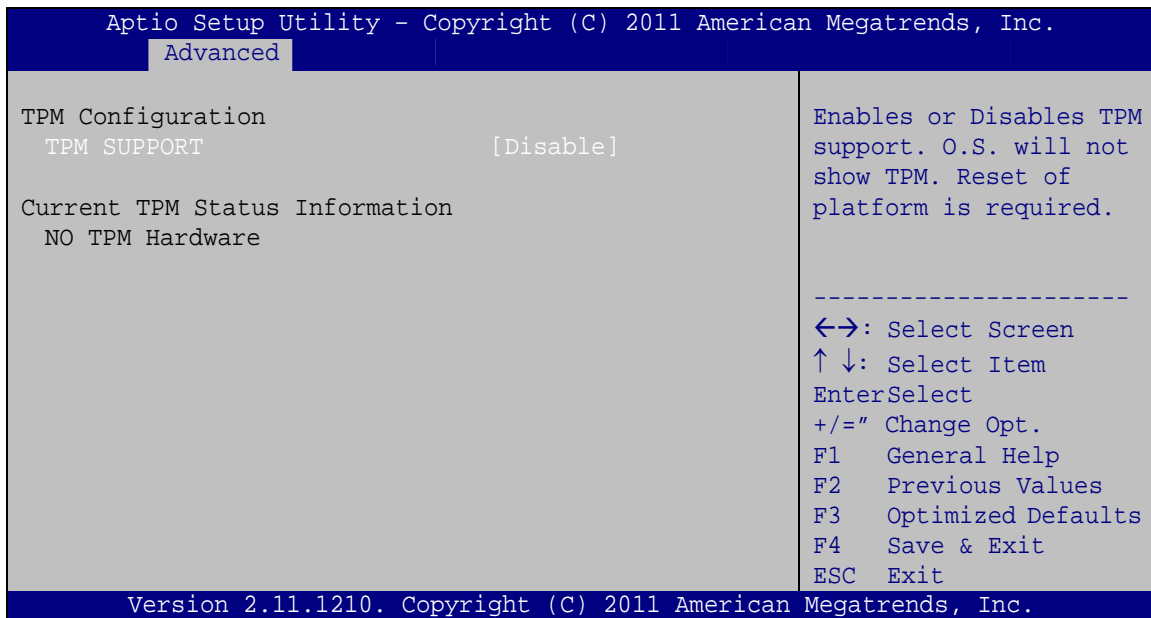 Aptio Setup Utility – Copyright (C) 2011 American Megatrends, Inc.
Advanced
TPM Configuration
TPM SUPPORT [Disable]
Current TPM Status Information
NO TPM Hardware
Enables or Disables TPM
support. O.S. will not
show TPM. Reset of
platform is required.
----------------------
←→: Select Screen
↑ ↓: Select Item
EnterSelect
+/=″ Change Opt.
F1 General Help
F2 Previous Values
F3 Optimized Defaults
F4 Save & Exit
ESC Exit
Version 2.11.1210. Copyright (C) 2011 American Megatrends, Inc.